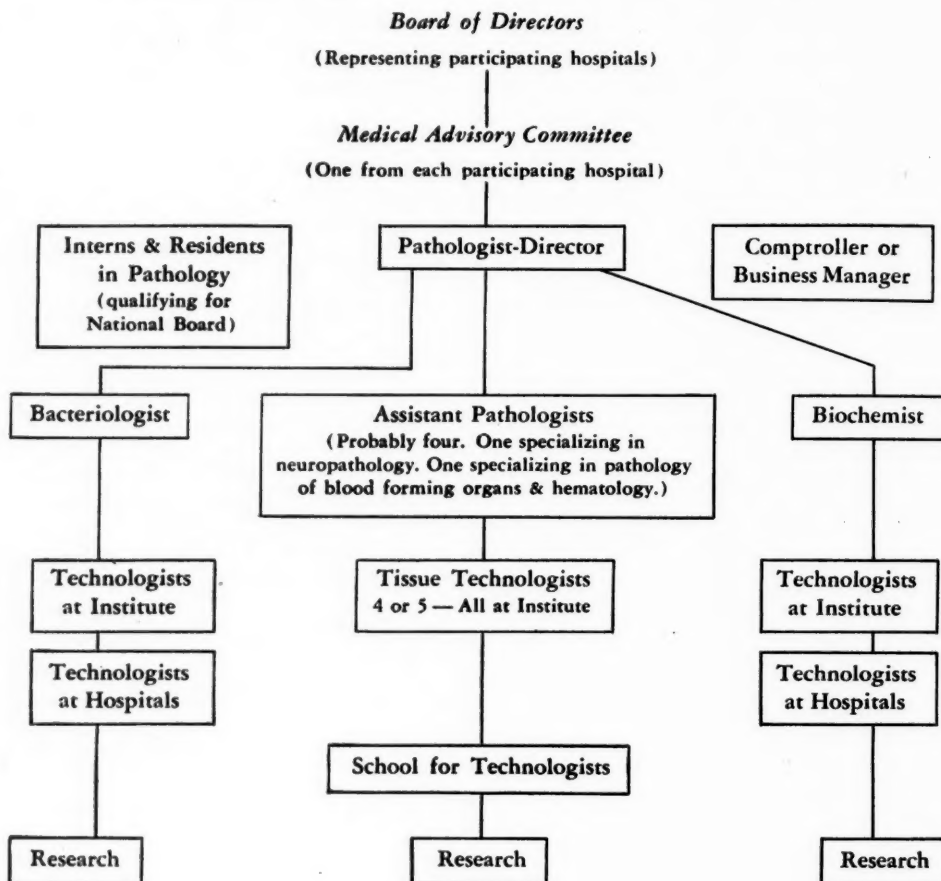 Board of Directors
(Representing participating hospitals)
Medical Advisory Committee
(One from each participating hospital)
Interns & Residents
in Pathology
(qualifying for
National Board)
Pathologist-Director
Comptroller or
Business Manager
Bacteriologist
Assistant Pathologists
(Probably four. One specializing in
neuropathology. One specializing in pathology
of blood forming organs & hematology.)
Biochemist
Technologists
at Institute
Tissue Technologists
4 or 5 — All at Institute
Technologists
at Institute
Technologists
at Hospitals
Technologists
at Hospitals
School for Technologists
Research
Research
Research